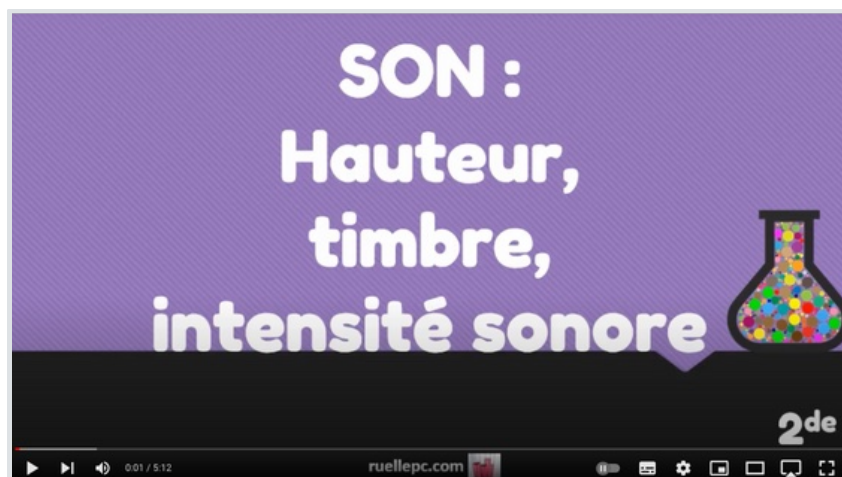 SON :
Hauteur,
timbre,
intensité sonore
2de
0:01 / 5:12
ruellepc.com